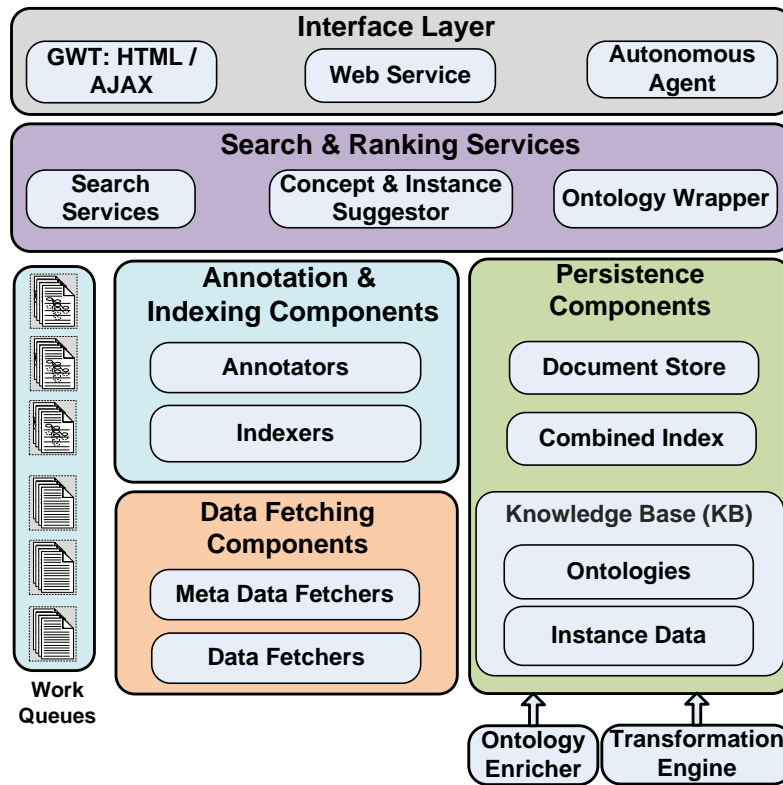 Interface Layer
GWT: HTML /
AJAX
Web Service
Autonomous
Agent
Search & Ranking Services
Search
Services
Concept & Instance
Suggestor
Ontology Wrapper
Annotation &
Indexing Components
Annotators
Indexers
Persistence
Components
Document Store
Combined Index
Data Fetching
Components
Meta Data Fetchers
Data Fetchers
Knowledge Base (KB)
Ontologies
Instance Data
Work
Queues
Ontology
Enricher
Transformation
Engine